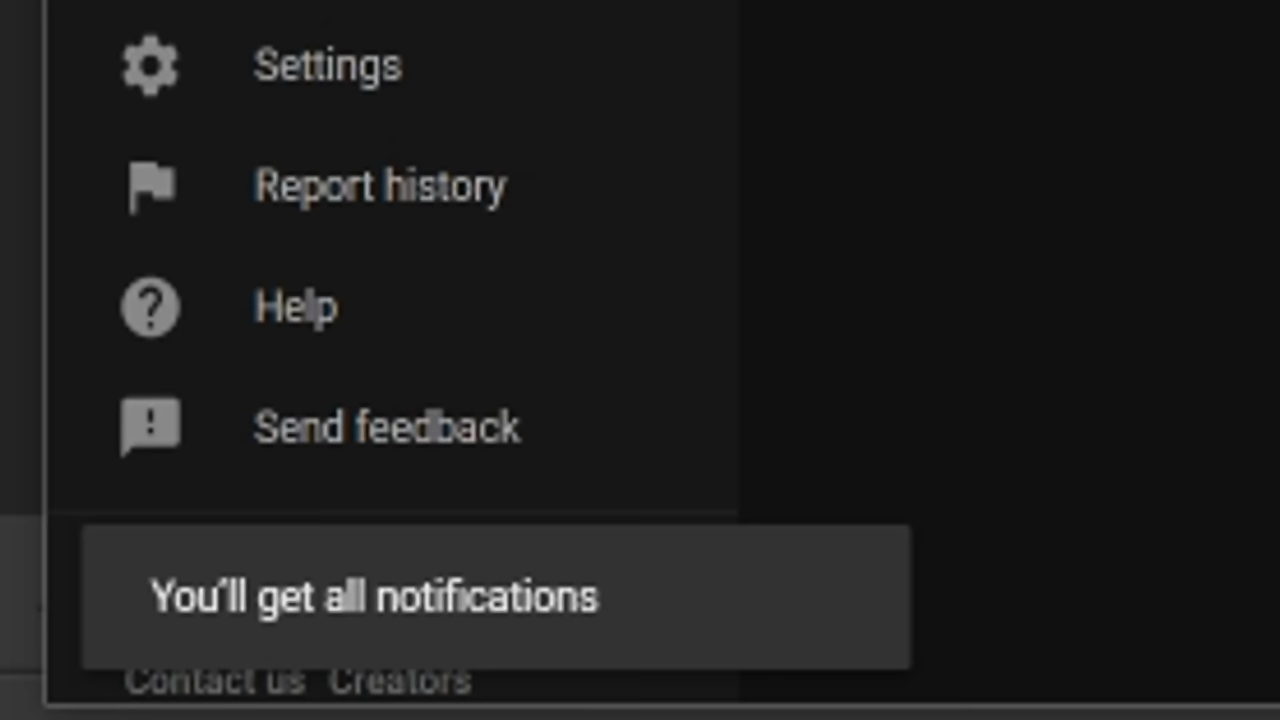 Settings
Report history
Help
Send feedback
You'll get all notifications
Contact us Creators